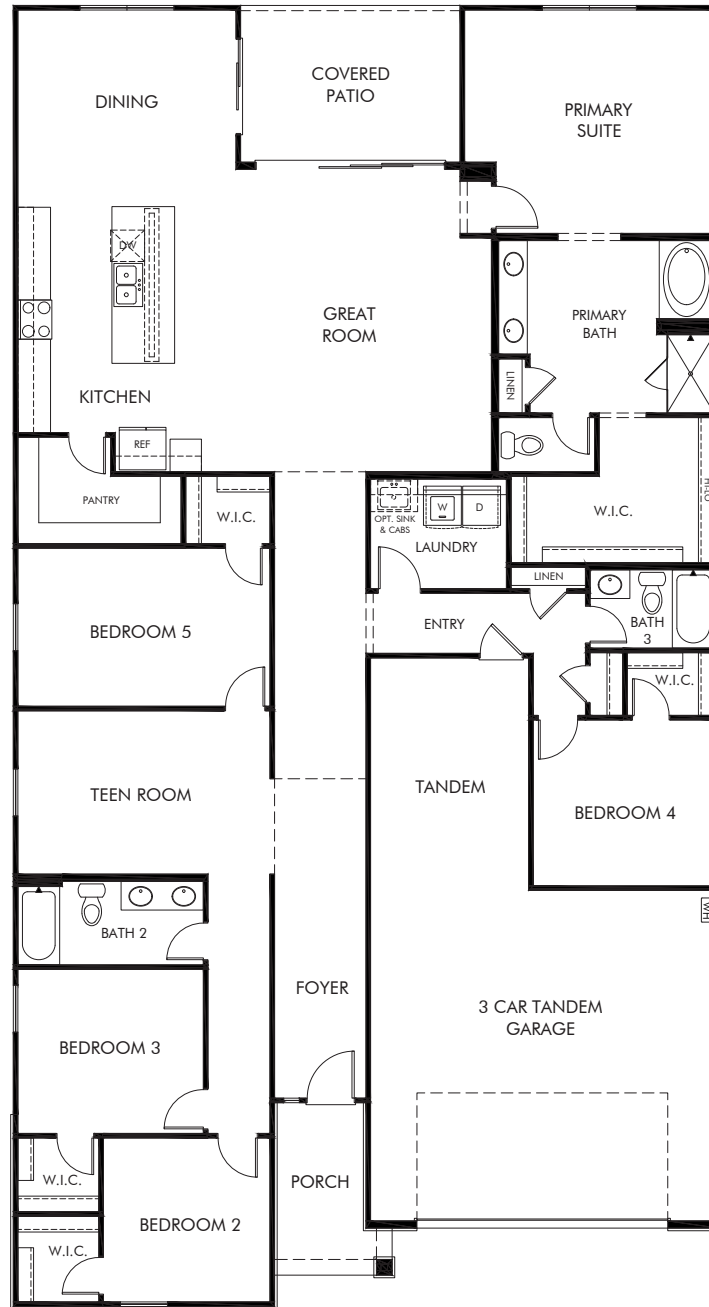 COVERED
PATIO
DINING
PRIMARY
SUITE
DW
GREAT
ROOM
PRIMARY
BATH
KITCHEN
LINEN
REF
PANTRY
W.I.C.
OPT. SINK
& CABS
W
D
LAUNDRY
W.I.C.
LINEN
BEDROOM 5
ENTRY
BATH
3
W.I.C.
TEEN ROOM
TANDEM
BEDROOM 4
BATH 2
WH
FOYER
3 CAR TANDEM
GARAGE
BEDROOM 3
W.I.C.
PORCH
BEDROOM 2
W.I.C.